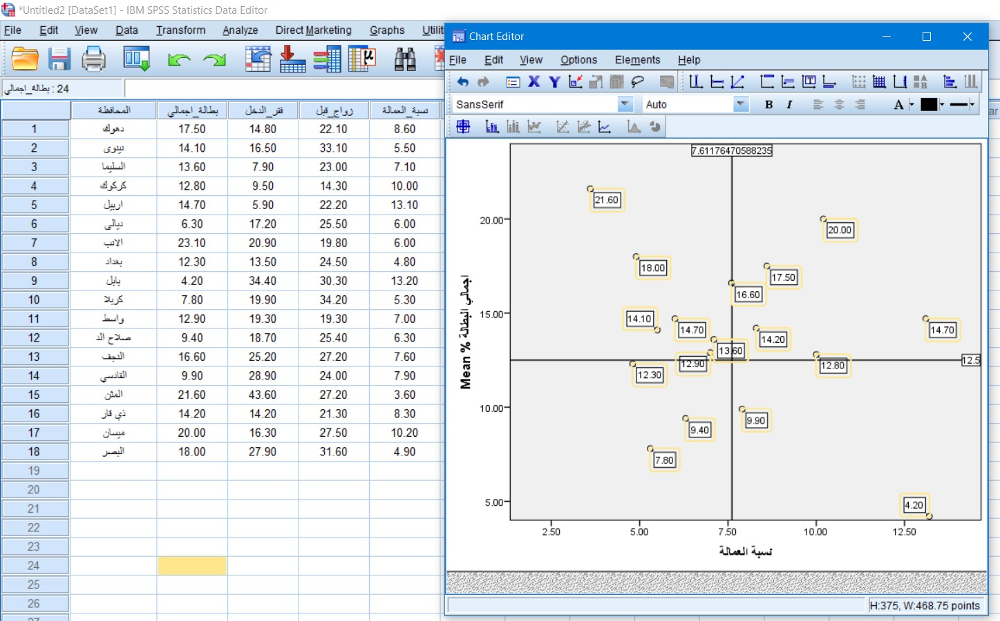 *Untitled2 [DataSet1] - IBM SPSS Statistics Data Editor
File Edit View Data Transform Analyze Direct Marketing Graphs Utilit
24 : بطالة_اجمالي
المحافظة بطالة_اجمالي فقر_الدخل زواج_قبل نسبة_العمالة
1 دهوك 17.50 14.80 22.10 8.60
2 نينوى 14.10 16.50 33.10 5.50
3 السليما 13.60 7.90 23.00 7.10
4 كركوك 12.80 9.50 14.30 10.00
5 اربيل 14.70 5.90 22.20 13.10
6 ديالى 6.30 17.20 25.50 6.00
7 الانب 23.10 20.90 19.80 6.00
8 بغداد 12.30 13.50 24.50 4.80
9 بابل 4.20 34.40 30.30 13.20
10 كربلا 7.80 19.90 34.20 5.30
11 واسط 12.90 19.30 19.30 7.00
12 صلاح الد 9.40 18.70 25.40 6.30
13 النجف 16.60 25.20 27.20 7.60
14 القادسي 9.90 28.90 24.00 7.90
15 المثن 21.60 43.60 27.20 3.60
16 ذي قار 14.20 14.20 21.30 8.30
17 ميسان 20.00 16.30 27.50 10.20
18 البصر 18.00 27.90 31.60 4.90
19
20
21
22
23
24
25
26
27
Chart Editor
File Edit View Options Elements Help
SansSerif Auto B I A
7.61176470588235
21.60
20.00
20.00
18.00
17.50
16.60
15.00
14.10
14.70
14.70
14.20
13.60
12.90
12.5
12.80
12.30
10.00
9.90
9.40
7.80
5.00
4.20
Mean % اجمالي البطالة
2.50 5.00 7.50 10.00 12.50
نسبة العمالة
H:375, W:468.75 points
ar